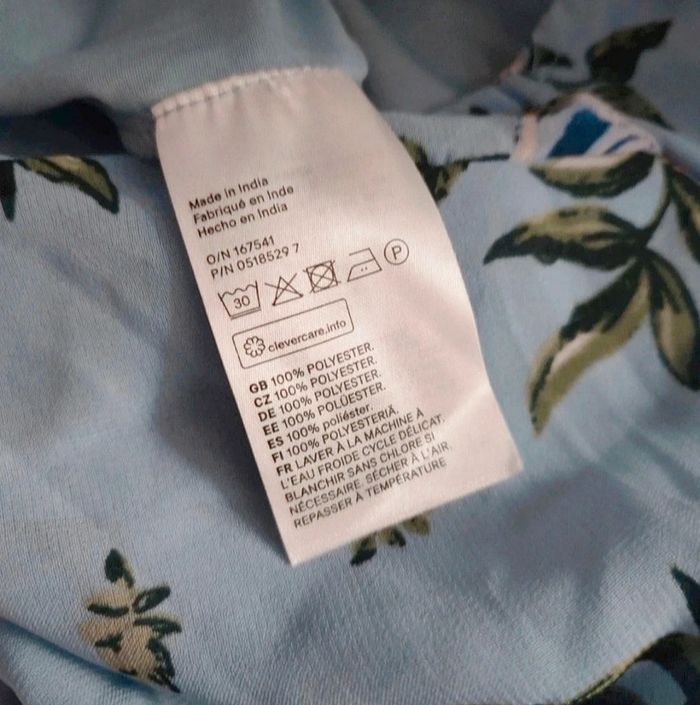 Made in India
Fabriqué en Inde
Hecho en India
O/N 167541
P/N 0518529 7
30 P
clevercare.info
GB 100% POLYESTER.
CZ 100% POLYESTER.
DE 100% POLYESTER.
EE 100% POLÜESTER.
ES 100% poliéster.
FI 100% POLYESTERIÄ.
FR LAVER À LA MACHINE À
L'EAU FROIDE CYCLE DÉLICAT.
BLANCHIR SANS CHLORE SI
NÉCESSAIRE. SÉCHER À L'AIR.
REPASSER À TEMPÉRATURE